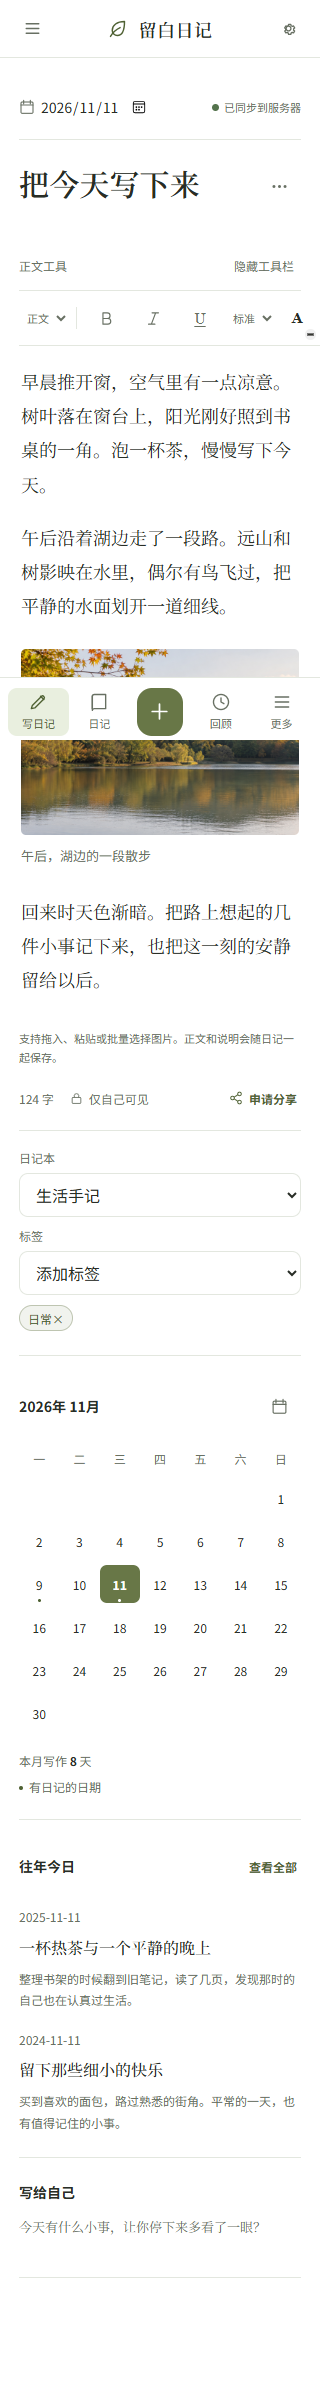 留白日记
2026/11/11
已同步到服务器
把今天写下来
正文工具
隐藏工具栏
正文
B
I
U
标准
A
早晨推开窗，空气里有一点凉意。
树叶落在窗台上，阳光刚好照到书
桌的一角。泡一杯茶，慢慢写下今
天。
午后沿着湖边走了一段路。远山和
树影映在水里，偶尔有鸟飞过，把
平静的水面划开一道细线。
写日记
日记
回顾
更多
午后，湖边的一段散步
回来时天色渐暗。把路上想起的几
件小事记下来，也把这一刻的安静
留给以后。
支持拖入、粘贴或批量选择图片。正文和说明会随日记一
起保存。
124 字
仅自己可见
申请分享
日记本
生活手记
标签
添加标签
日常×
2026年 11月
一 二 三 四 五 六 日
1
2 3 4 5 6 7 8
9 10 11 12 13 14 15
16 17 18 19 20 21 22
23 24 25 26 27 28 29
30
本月写作 8 天
有日记的日期
往年今日
查看全部
2025-11-11
一杯热茶与一个平静的晚上
整理书架的时候翻到旧笔记，读了几页，发现那时的
自己也在认真过生活。
2024-11-11
留下那些细小的快乐
买到喜欢的面包，路过熟悉的街角。平常的一天，也
有值得记住的小事。
写给自己
今天有什么小事，让你停下来多看了一眼？